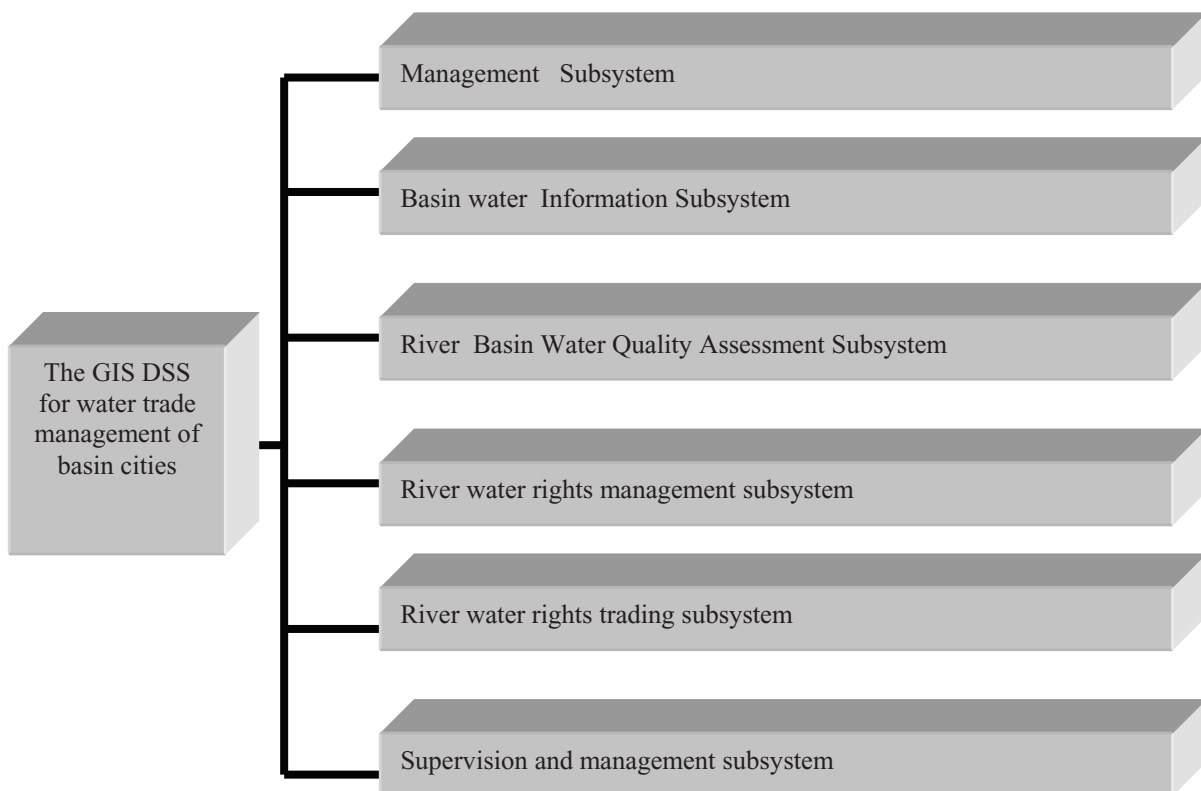 Management Subsystem
Basin water Information Subsystem
River Basin Water Quality Assessment Subsystem
The GIS DSS
for water trade
management of
basin cities
River water rights management subsystem
River water rights trading subsystem
Supervision and management subsystem